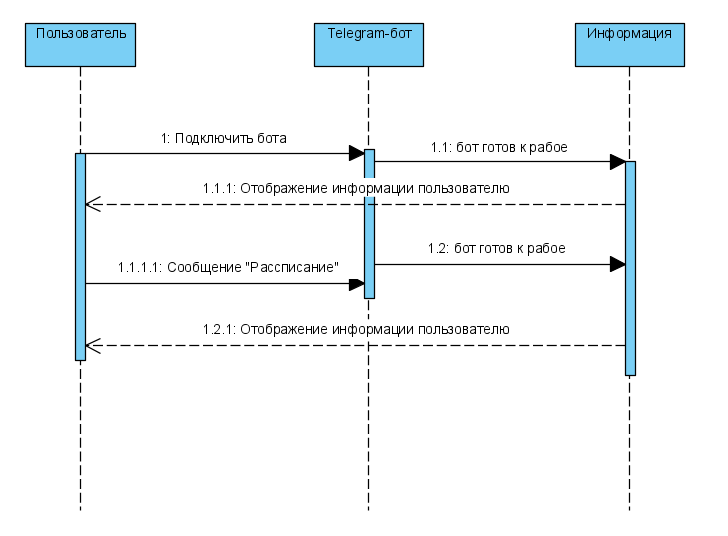 Пользователь
Telegram-бот
Информация
1: Подключить бота
1.1: бот готов к рабое
1.1.1: Отображение информации пользователю
1.2: бот готов к рабое
1.1.1.1: Сообщение "Рассписание"
1.2.1: Отображение информации пользователю